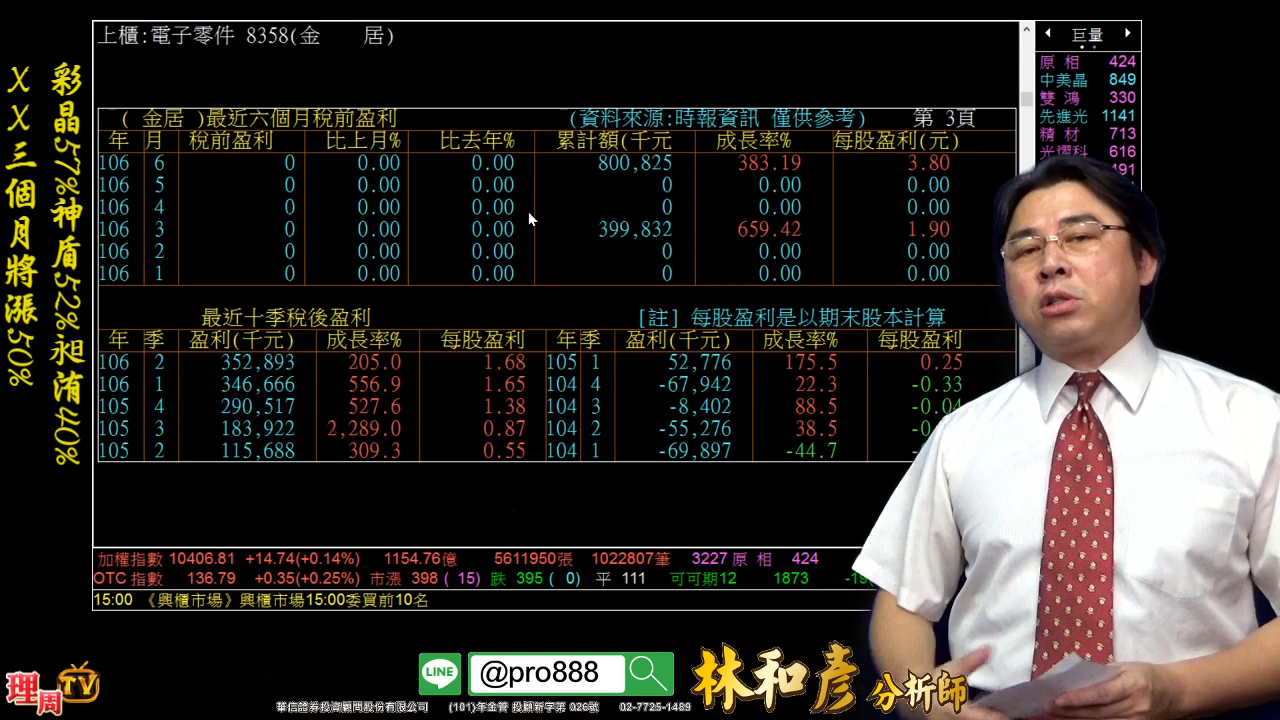 彩晶57%神盾52%昶洧40%
XX三個月將漲50%
上櫃:電子零件 8358(金 居)
巨量
原相 424
中美晶 849
雙鴻 330
先進光 1141
精材 713
光燿科 616
491
( 金居 )最近六個月稅前盈利 (資料來源:時報資訊 僅供參考) 第 3頁
年 月 稅前盈利 比上月% 比去年% 累計額(千元 成長率% 每股盈利(元)
106 6 0 0.00 0.00 800,825 383.19 3.80
106 5 0 0.00 0.00 0 0.00 0.00
106 4 0 0.00 0.00 0 0.00 0.00
106 3 0 0.00 0.00 399,832 659.42 1.90
106 2 0 0.00 0.00 0 0.00 0.00
106 1 0 0.00 0.00 0 0.00 0.00
最近十季稅後盈利 [註] 每股盈利是以期末股本計算
年 季 盈利(千元) 成長率% 每股盈利 年 季 盈利(千元) 成長率% 每股盈利
106 2 352,893 205.0 1.68 105 1 52,776 175.5 0.25
106 1 346,666 556.9 1.65 104 4 -67,942 22.3 -0.33
105 4 290,517 527.6 1.38 104 3 -8,402 88.5 -0.04
105 3 183,922 2,289.0 0.87 104 2 -55,276 38.5
105 2 115,688 309.3 0.55 104 1 -69,897 -44.7
加權指數 10406.81 +14.74(+0.14%) 1154.76億 5611950張 1022807筆 3227原 相 424
OTC指數 136.79 +0.35(+0.25%) 市漲 398 ( 15) 跌 395 ( 0) 平 111 可可期12 1873
15:00 《興櫃市場》興櫃市場15:00委買前10名
理周TV
LINE
@pro888
林和彥 分析師
華信證券投資顧問股份有限公司 (101)年金管 投顧新字第 026號 02-7725-1489